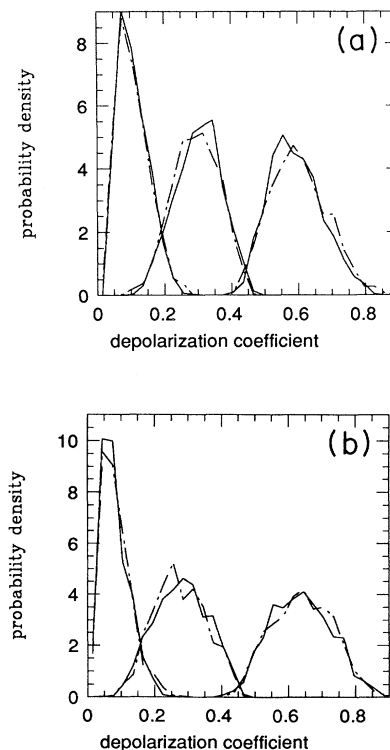 (a)
probability density
8
6
4
2
0
0 0.2 0.4 0.6 0.8
depolarization coefficient
(b)
probability density
10
8
6
4
2
0
0 0.2 0.4 0.6 0.8
depolarization coefficient